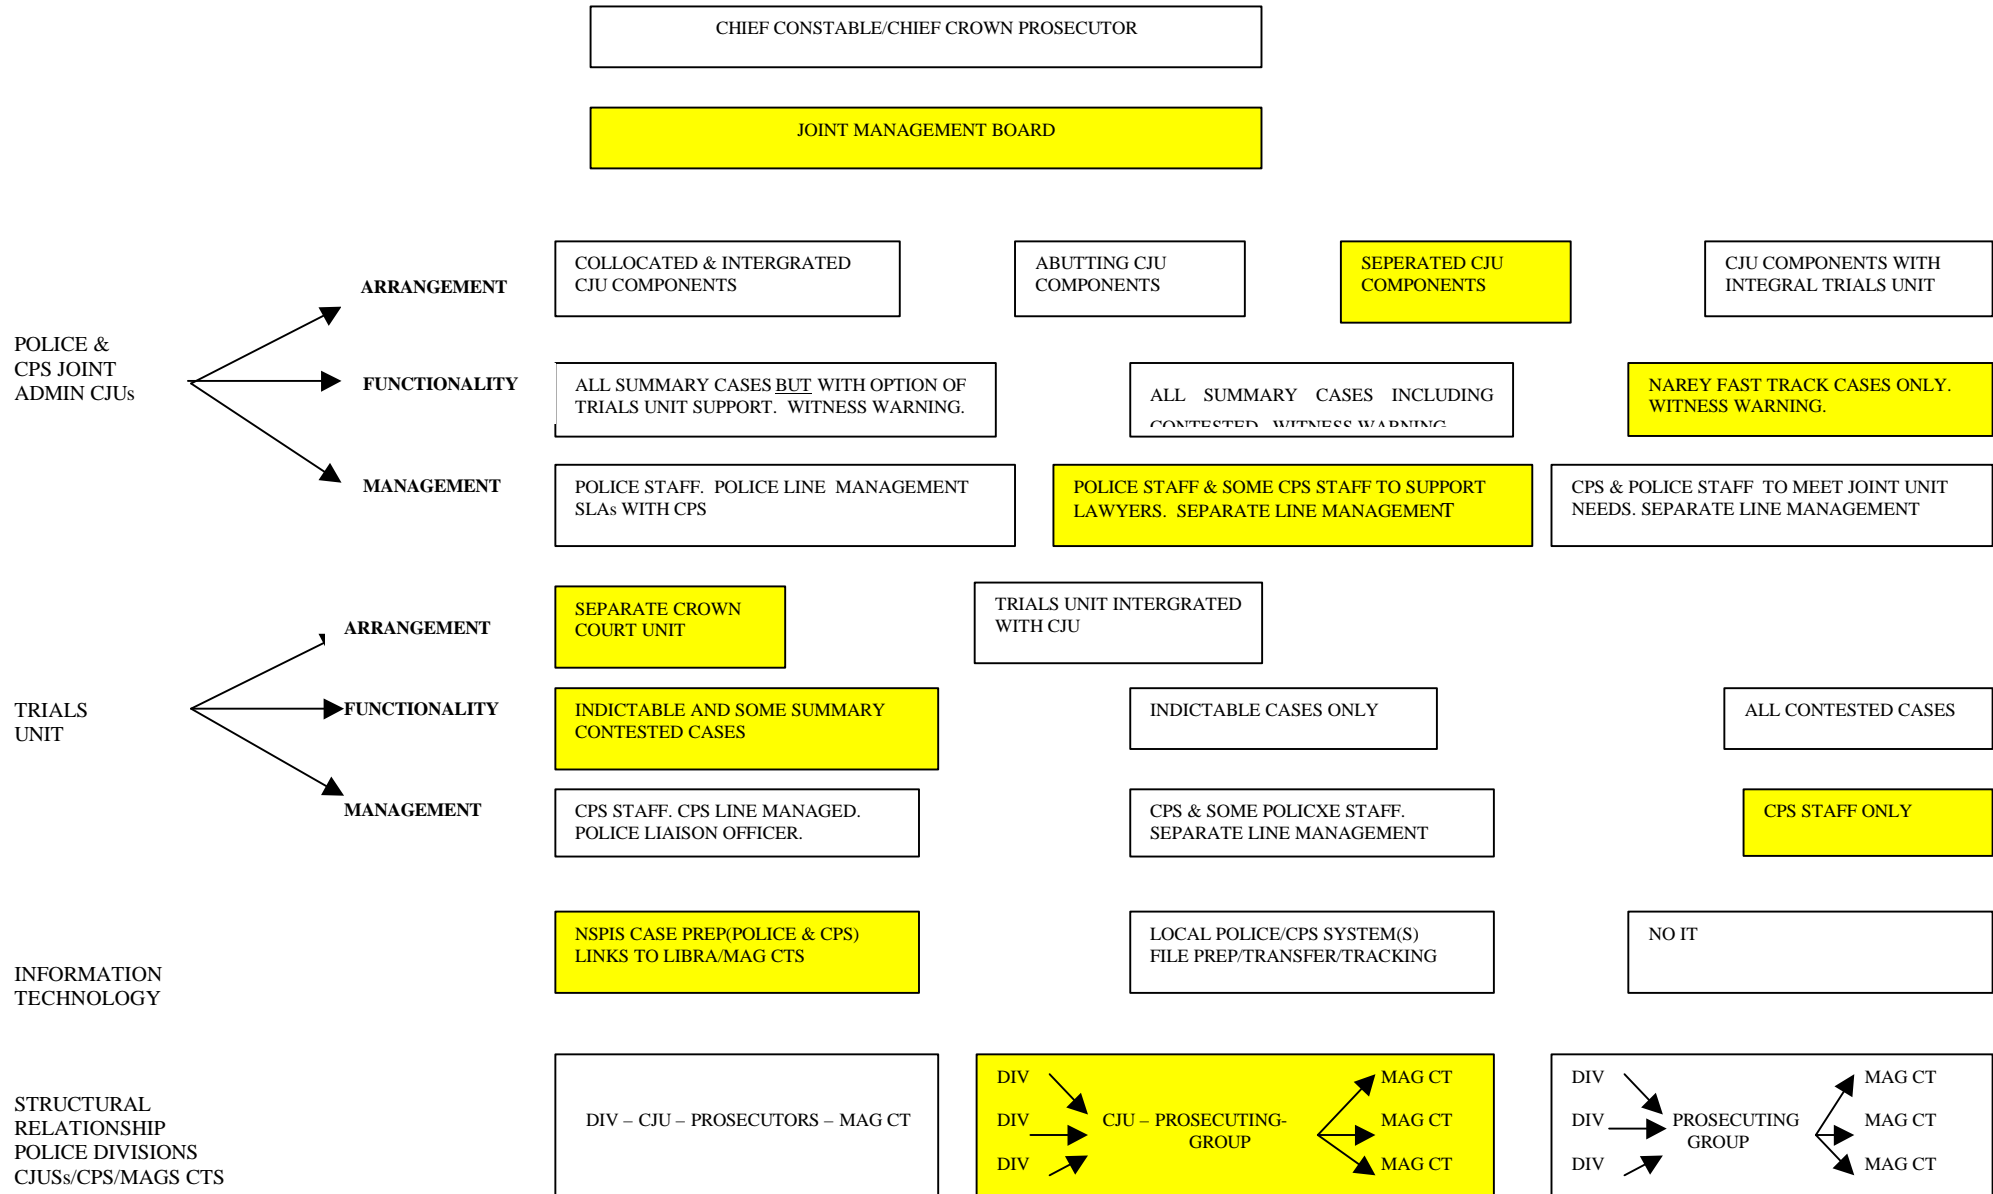 CHIEF CONSTABLE/CHIEF CROWN PROSECUTOR
JOINT MANAGEMENT BOARD
POLICE &
CPS JOINT
ADMIN CJUs
ARRANGEMENT
COLLOCATED & INTERGRATED
CJU COMPONENTS
ABUTTING CJU
COMPONENTS
SEPERATED CJU
COMPONENTS
CJU COMPONENTS WITH
INTEGRAL TRIALS UNIT
FUNCTIONALITY
ALL SUMMARY CASES BUT WITH OPTION OF
TRIALS UNIT SUPPORT. WITNESS WARNING.
ALL SUMMARY CASES INCLUDING
CONTESTED WITNESS WARNING
NAREY FAST TRACK CASES ONLY.
WITNESS WARNING.
MANAGEMENT
POLICE STAFF. POLICE LINE MANAGEMENT
SLAs WITH CPS
POLICE STAFF & SOME CPS STAFF TO SUPPORT
LAWYERS. SEPARATE LINE MANAGEMENT
CPS & POLICE STAFF TO MEET JOINT UNIT
NEEDS. SEPARATE LINE MANAGEMENT
TRIALS
UNIT
ARRANGEMENT
SEPARATE CROWN
COURT UNIT
TRIALS UNIT INTERGRATED
WITH CJU
FUNCTIONALITY
INDICTABLE AND SOME SUMMARY
CONTESTED CASES
INDICTABLE CASES ONLY
ALL CONTESTED CASES
MANAGEMENT
CPS STAFF. CPS LINE MANAGED.
POLICE LIAISON OFFICER.
CPS & SOME POLICXE STAFF.
SEPARATE LINE MANAGEMENT
CPS STAFF ONLY
INFORMATION
TECHNOLOGY
NSPIS CASE PREP(POLICE & CPS)
LINKS TO LIBRA/MAG CTS
LOCAL POLICE/CPS SYSTEM(S)
FILE PREP/TRANSFER/TRACKING
NO IT
STRUCTURAL
RELATIONSHIP
POLICE DIVISIONS
CJUSs/CPS/MAGS CTS
DIV – CJU – PROSECUTORS – MAG CT
DIV
DIV
DIV
CJU – PROSECUTING-
GROUP
MAG CT
MAG CT
MAG CT
DIV
DIV
DIV
PROSECUTING
GROUP
MAG CT
MAG CT
MAG CT